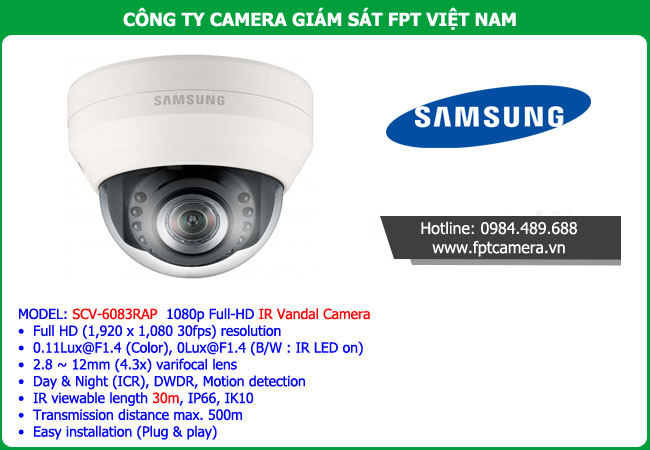 CÔNG TY CAMERA GIÁM SÁT FPT VIỆT NAM
SAMSUNG
SAMSUNG
Hotline: 0984.489.688
www.fptcamera.vn
MODEL: SCV-6083RAP 1080p Full-HD IR Vandal Camera
• Full HD (1,920 x 1,080 30fps) resolution
• 0.11Lux@F1.4 (Color), 0Lux@F1.4 (B/W : IR LED on)
• 2.8 ~ 12mm (4.3x) varifocal lens
• Day & Night (ICR), DWDR, Motion detection
• IR viewable length 30m, IP66, IK10
• Transmission distance max. 500m
• Easy installation (Plug & play)